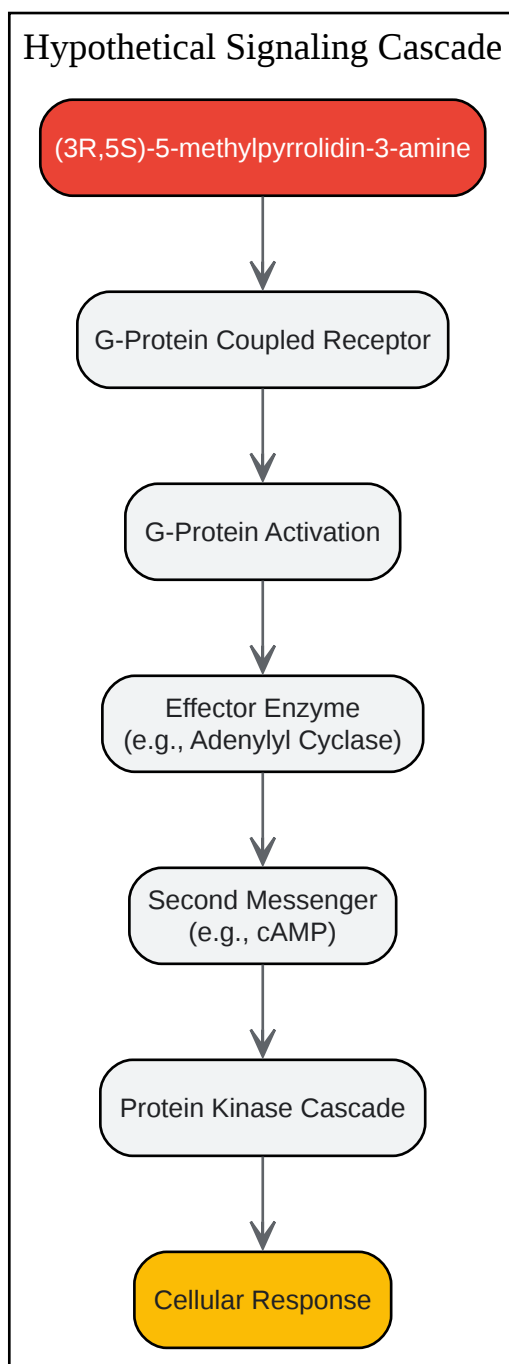 Hypothetical Signaling Cascade
(3R,5S)-5-methylpyrrolidin-3-amine
G-Protein Coupled Receptor
G-Protein Activation
Effector Enzyme
(e.g., Adenylyl Cyclase)
Second Messenger
(e.g., cAMP)
Protein Kinase Cascade
Cellular Response